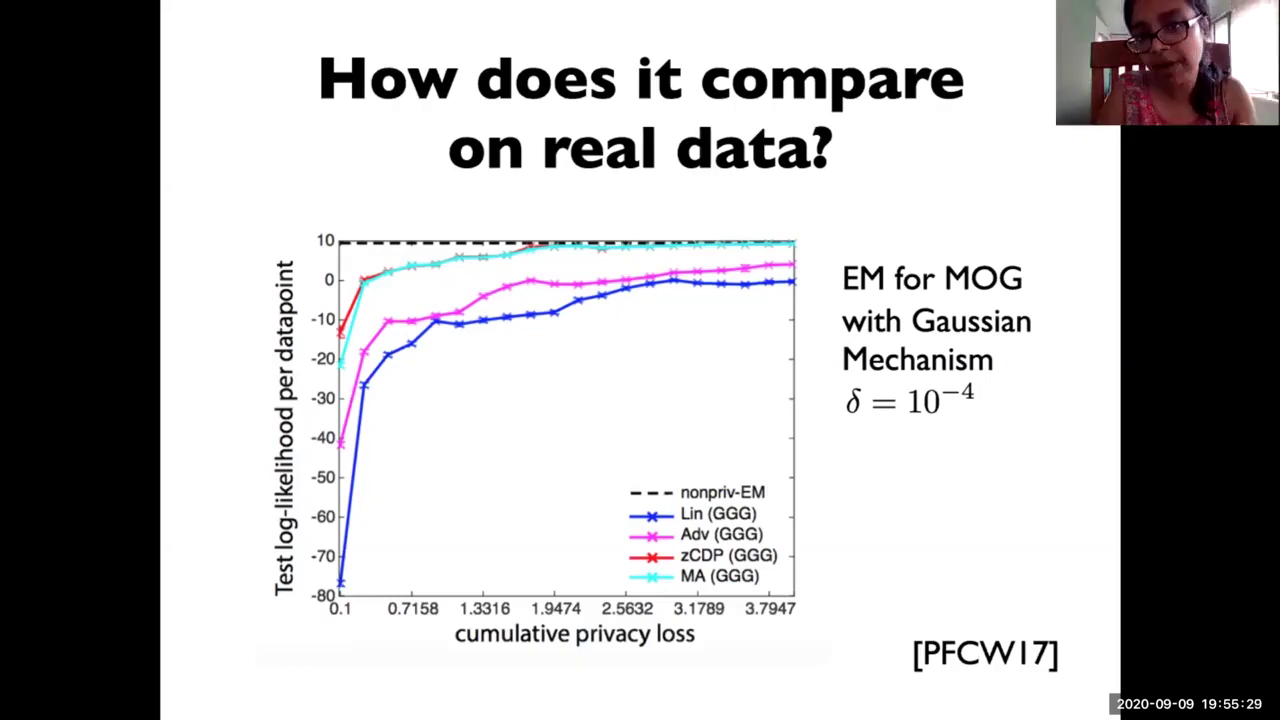 How does it compare
on real data?
10
0
-10
-20
-30
-40
-50
-60
-70
-80
Test log-likelihood per datapoint
0.1 0.7158 1.3316 1.9474 2.5632 3.1789 3.7947
cumulative privacy loss
nonpriv-EM
Lin (GGG)
Adv (GGG)
zCDP (GGG)
MA (GGG)
EM for MOG
with Gaussian
Mechanism
δ = 10⁻⁴
[PFCW17]
2020-09-09 19:55:29